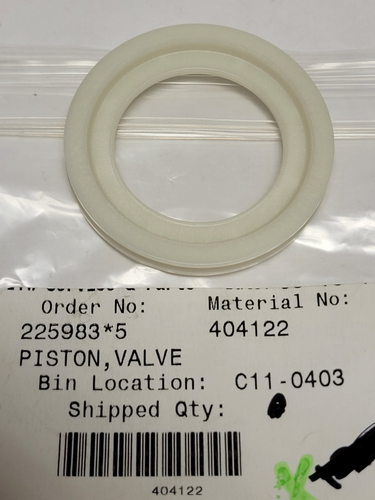 Order No: Material No:
225983*5 404122
PISTON,VALVE
Bin Location: C11-0403
Shipped Qty:
404122